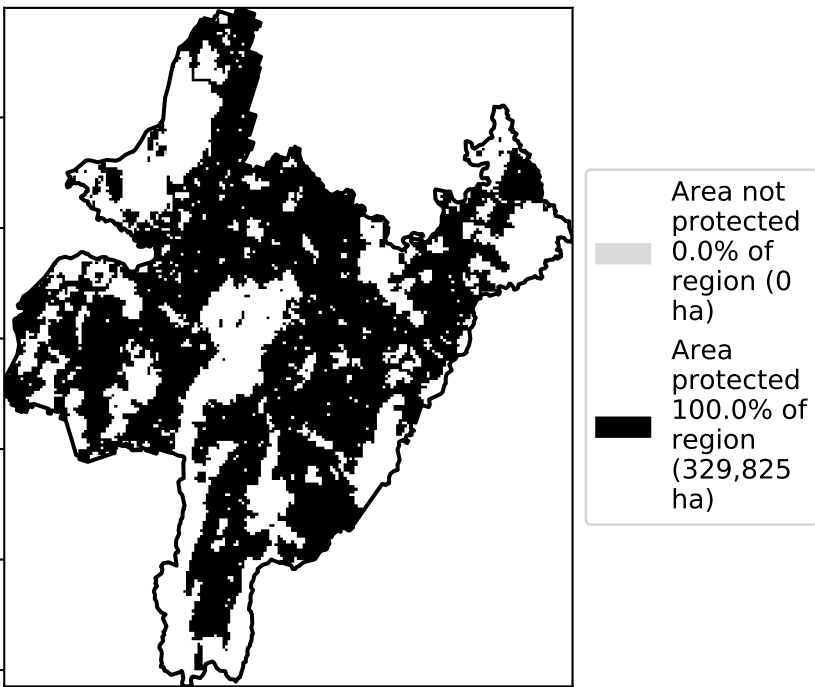 Area not
protected
0.0% of
region (0
ha)
Area
protected
100.0% of
region
(329,825
ha)